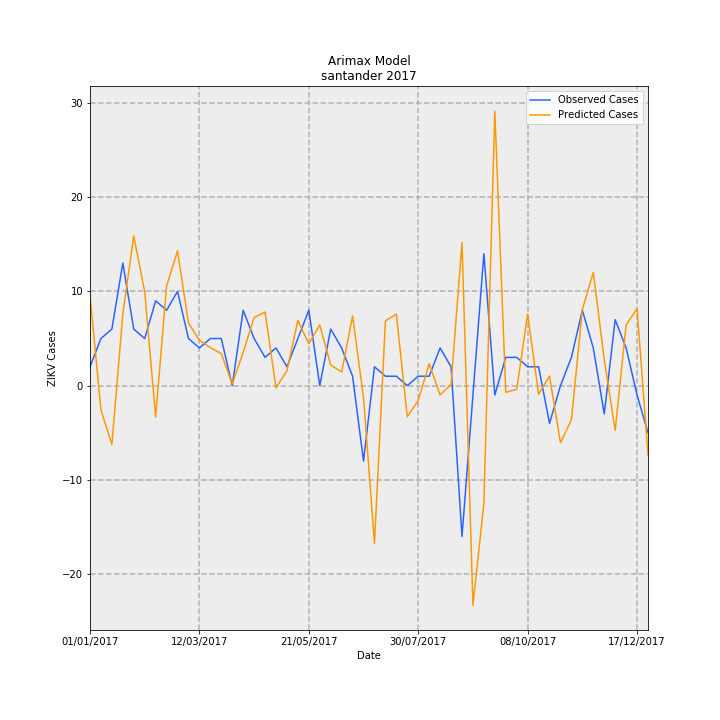 Arimax Model
santander 2017
Observed Cases
Predicted Cases
ZIKV Cases
30
20
10
0
−10
−20
01/01/2017
12/03/2017
21/05/2017
30/07/2017
08/10/2017
17/12/2017
Date